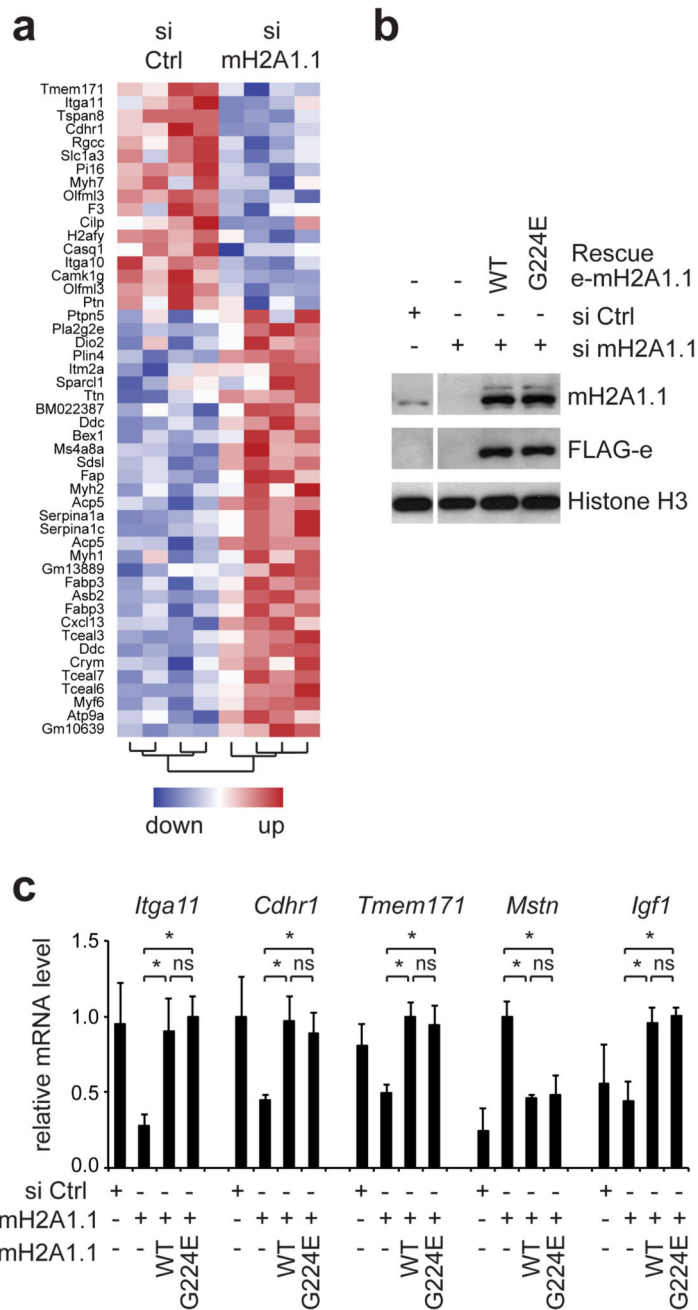 a
si
Ctrl
si
mH2A1.1
Tmem171
Itga11
Tspan8
Cdhr1
Rgcc
Slc1a3
Pi16
Myh7
Olfml3
F3
Cilp
H2afy
Casq1
Itga10
Camk1g
Olfml3
Ptn
Ptpn5
Pla2g2e
Dio2
Plin4
Itm2a
Sparcl1
Ttn
BM022387
Ddc
Bex1
Ms4a8a
Sdsl
Fap
Myh2
Acp5
Serpina1a
Serpina1c
Acp5
Myh1
Gm13889
Fabp3
Asb2
Fabp3
Cxcl13
Tceal3
Ddc
Crym
Tceal7
Tceal6
Myf6
Atp9a
Gm10639
down up
b
- - WT G224E Rescue e-mH2A1.1
+ - - - si Ctrl
- + + + si mH2A1.1
mH2A1.1
FLAG-e
Histone H3
c
Itga11 Cdhr1 Tmem171 Mstn Igf1
* * * * *
* ns * ns * ns * ns * ns
relative mRNA level
1.5
1.0
0.5
0.0
si Ctrl + - - - + - - - + - - - + - - - + - - -
mH2A1.1 - + + + - + + + - + + + - + + + - + + +
mH2A1.1 - - WT G224E - - WT G224E - - WT G224E - - WT G224E - - WT G224E